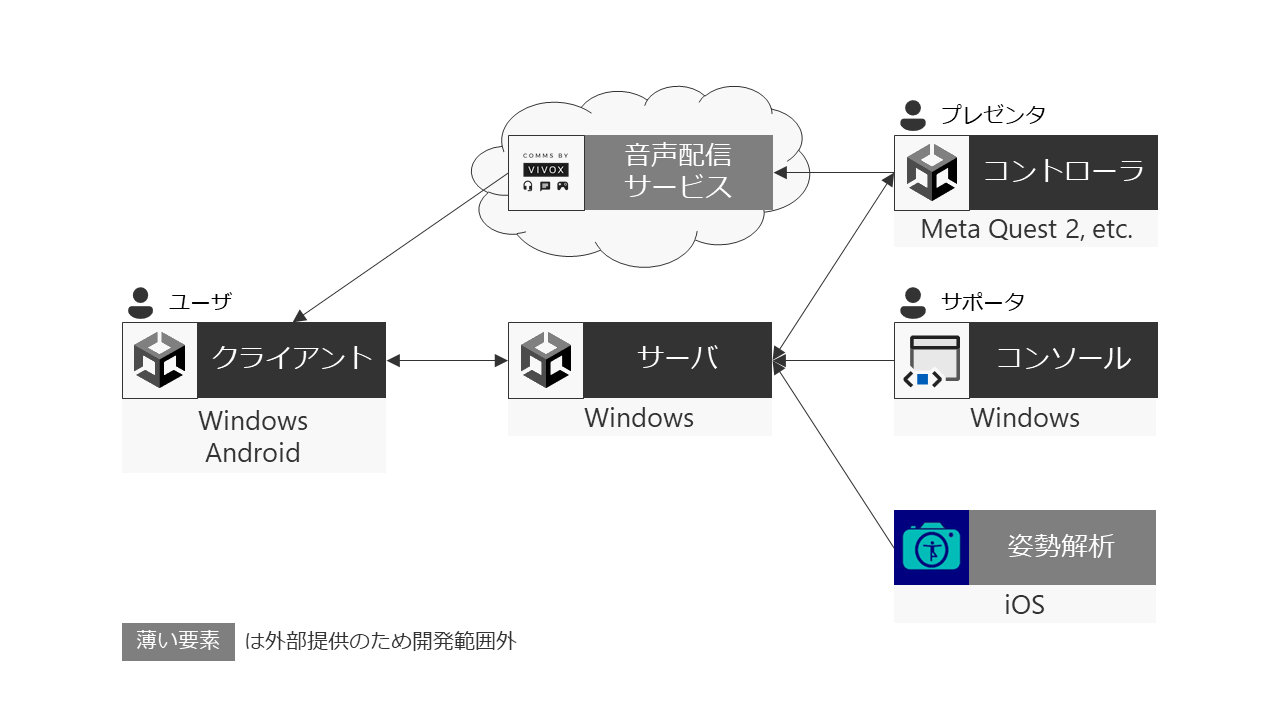 プレゼンタ
COMMS BY
VIVOX
音声配信
サービス
コントローラ
Meta Quest 2, etc.
ユーザ
サポータ
クライアント
サーバ
コンソール
Windows
Android
Windows
Windows
姿勢解析
iOS
薄い要素 は外部提供のため開発範囲外